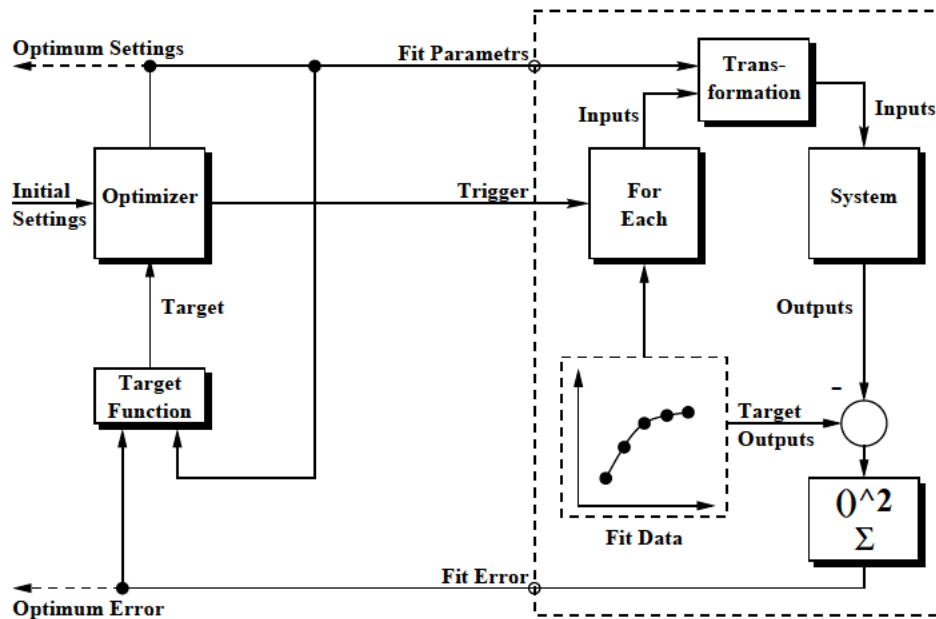 Optimum Settings
Fit Parametrs
Trans-
formation
Inputs
Inputs
Initial
Settings
Optimizer
Trigger
For
Each
System
Target
Outputs
Target
Function
-
Target
Outputs
()^2
Σ
Fit Data
Fit Error
Optimum Error